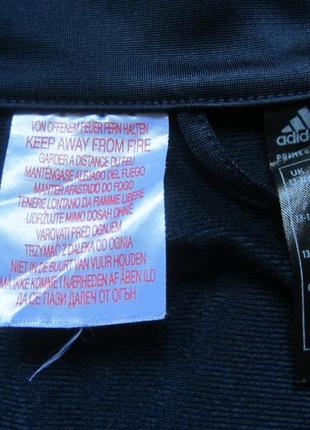 VON OFFENEM FEUER FERN HALTEN
KEEP AWAY FROM FIRE
GARDER A DISTANCE DU FEU
MANTÉNGASE ALEJADO DEL FUEGO
MANTER AFASTADO DO FOGO
TENERE LONTANO DA FIAMME LIBERE
UDRŽUJTE MIMO DOSAH OHNĚ
VAROVATI PRED OGNJEM
TRZYMAĆ Z DALEKA OD OGNIA
NIET IN DE BUURT VAN VUUR HOUDEN
MÅ IKKE KOMME I NÆRHEDEN AF ÅBEN ILD
ДА СЕ ПАЗИ ДАЛЕЧ ОТ ОГЪН
adidas
UK